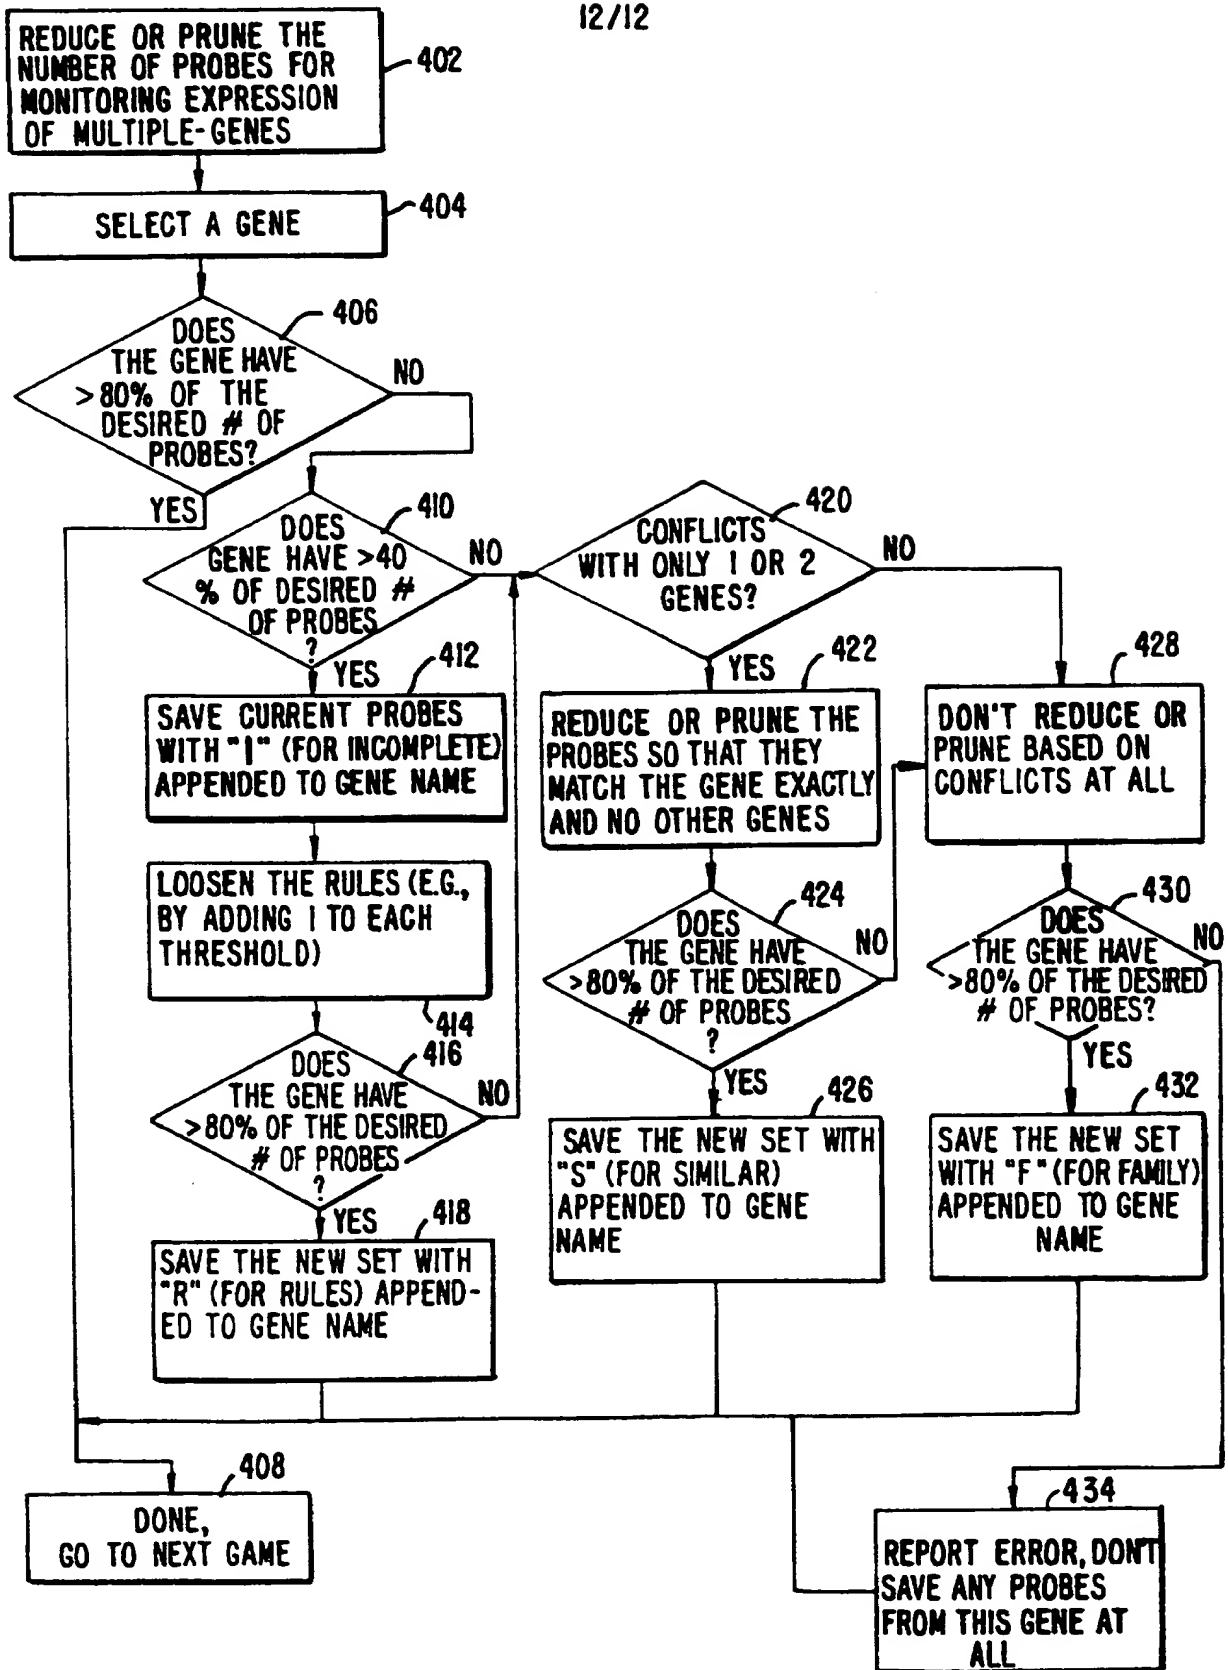 12/12
REDUCE OR PRUNE THE
NUMBER OF PROBES FOR
MONITORING EXPRESSION
OF MULTIPLE-GENES
402
SELECT A GENE
404
DOES
THE GENE HAVE
>80% OF THE
DESIRED # OF
PROBES?
406
NO
YES
DOES
GENE HAVE >40
% OF DESIRED #
OF PROBES
?
410
NO
YES
SAVE CURRENT PROBES
WITH "I" (FOR INCOMPLETE)
APPENDED TO GENE NAME
412
LOOSEN THE RULES (E.G.,
BY ADDING 1 TO EACH
THRESHOLD)
414
DOES
THE GENE HAVE
>80% OF THE DESIRED
# OF PROBES
?
416
NO
YES
SAVE THE NEW SET WITH
"R" (FOR RULES) APPEND-
ED TO GENE NAME
418
CONFLICTS
WITH ONLY 1 OR 2
GENES?
420
NO
YES
REDUCE OR PRUNE THE
PROBES SO THAT THEY
MATCH THE GENE EXACTLY
AND NO OTHER GENES
422
DOES
THE GENE HAVE
>80% OF THE DESIRED
# OF PROBES
?
424
NO
YES
SAVE THE NEW SET WITH
"S" (FOR SIMILAR)
APPENDED TO GENE
NAME
426
DON'T REDUCE OR
PRUNE BASED ON
CONFLICTS AT ALL
428
DOES
THE GENE HAVE
>80% OF THE DESIRED
# OF PROBES?
430
NO
YES
SAVE THE NEW SET
WITH "F" (FOR FAMILY)
APPENDED TO GENE
NAME
432
DONE,
GO TO NEXT GAME
408
REPORT ERROR, DON'T
SAVE ANY PROBES
FROM THIS GENE AT
ALL
434